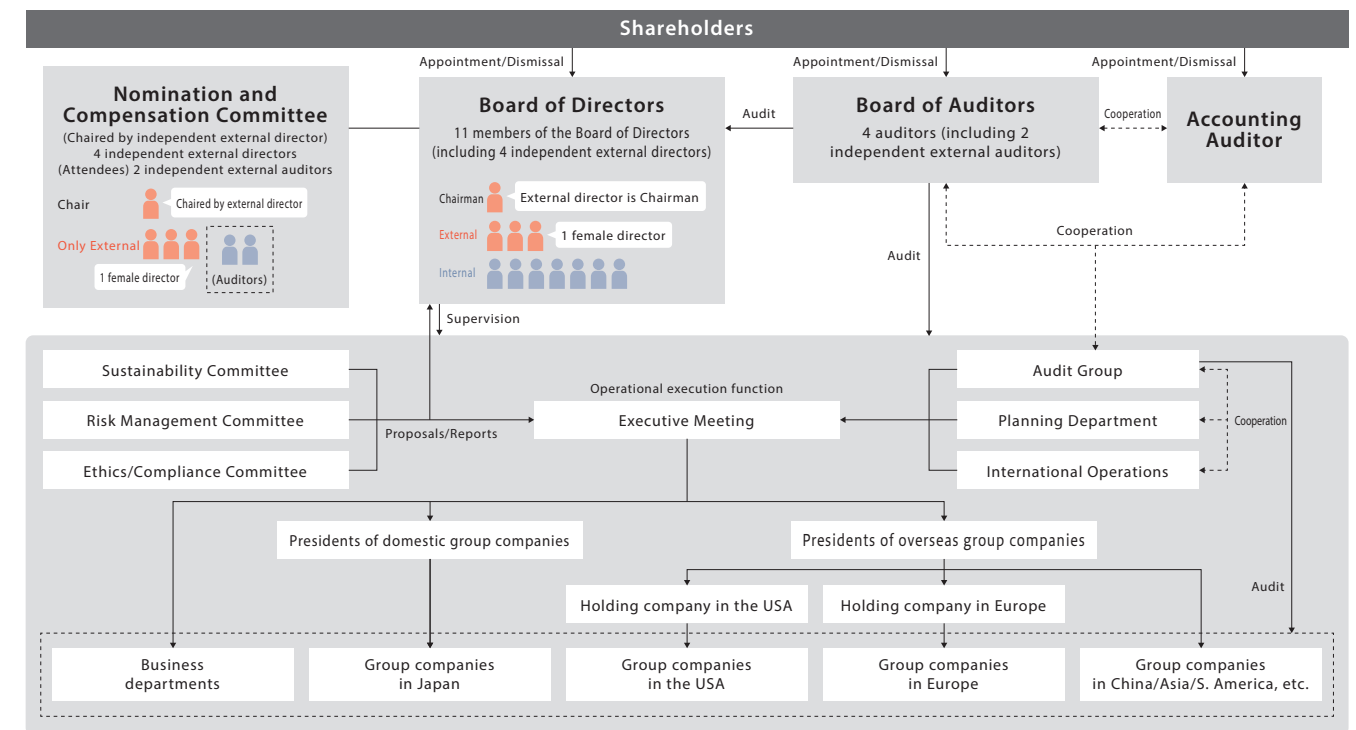 Shareholders
Appointment/Dismissal
Appointment/Dismissal
Appointment/Dismissal
Nomination and
Compensation Committee
(Chaired by independent external director)
4 independent external directors
(Attendees) 2 independent external auditors
Chair
Chaired by external director
Only External
1 female director
(Auditors)
Board of Directors
11 members of the Board of Directors
(including 4 independent external directors)
Chairman
External director is Chairman
External
1 female director
Internal
Audit
Board of Auditors
4 auditors (including 2
independent external auditors)
Cooperation
Accounting
Auditor
Cooperation
Audit
Supervision
Sustainability Committee
Risk Management Committee
Ethics/Compliance Committee
Proposals/Reports
Operational execution function
Executive Meeting
Audit Group
Planning Department
International Operations
Cooperation
Presidents of domestic group companies
Presidents of overseas group companies
Holding company in the USA
Holding company in Europe
Audit
Business
departments
Group companies
in Japan
Group companies
in the USA
Group companies
in Europe
Group companies
in China/Asia/S. America, etc.